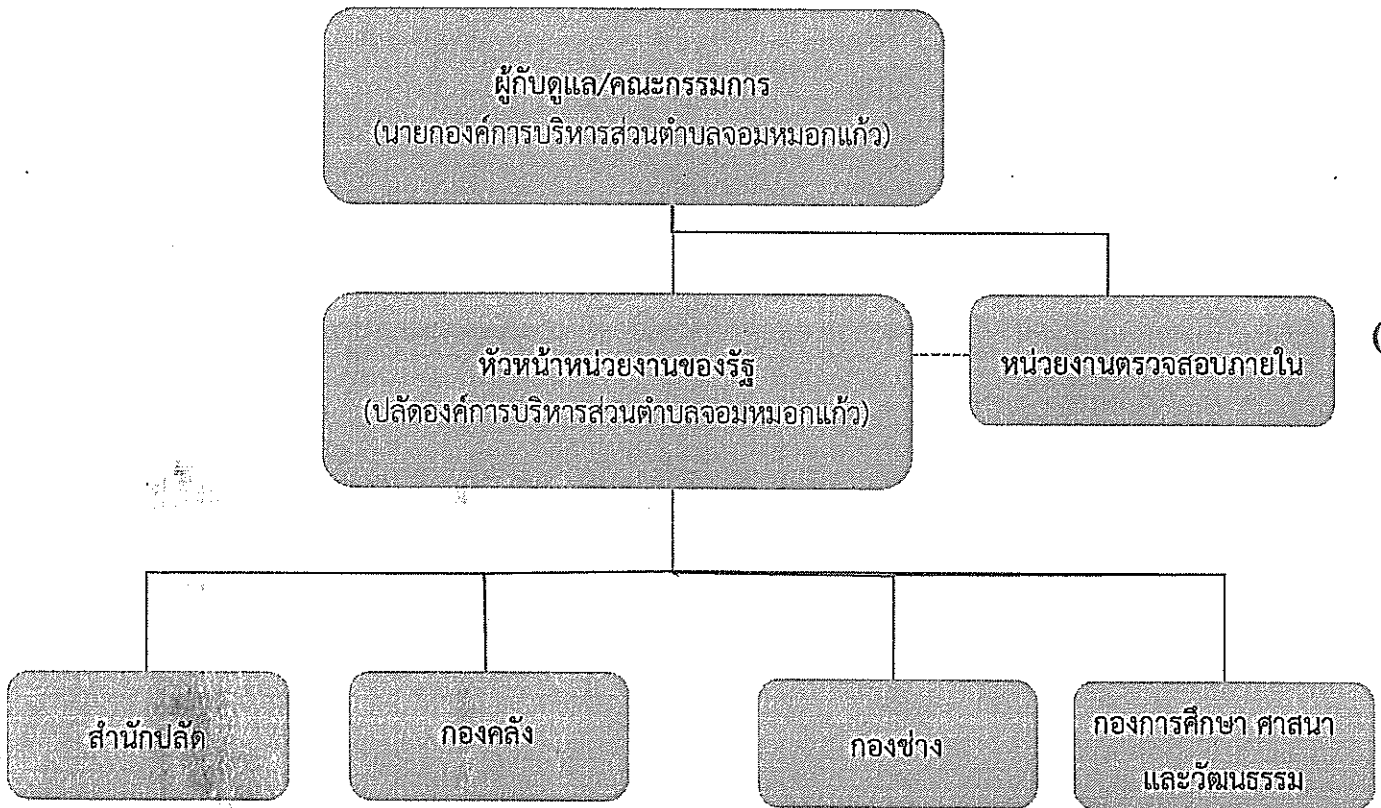 ผู้กับดูแล/คณะกรรมการ
(นายกองค์การบริหารส่วนตำบลจอมหมอกแก้ว)
หัวหน้าหน่วยงานของรัฐ
(ปลัดองค์การบริหารส่วนตำบลจอมหมอกแก้ว)
หน่วยงานตรวจสอบภายใน
(
สำนักปลัด
กองคลัง
กองช่าง
กองการศึกษา ศาสนา
และวัฒนธรรม